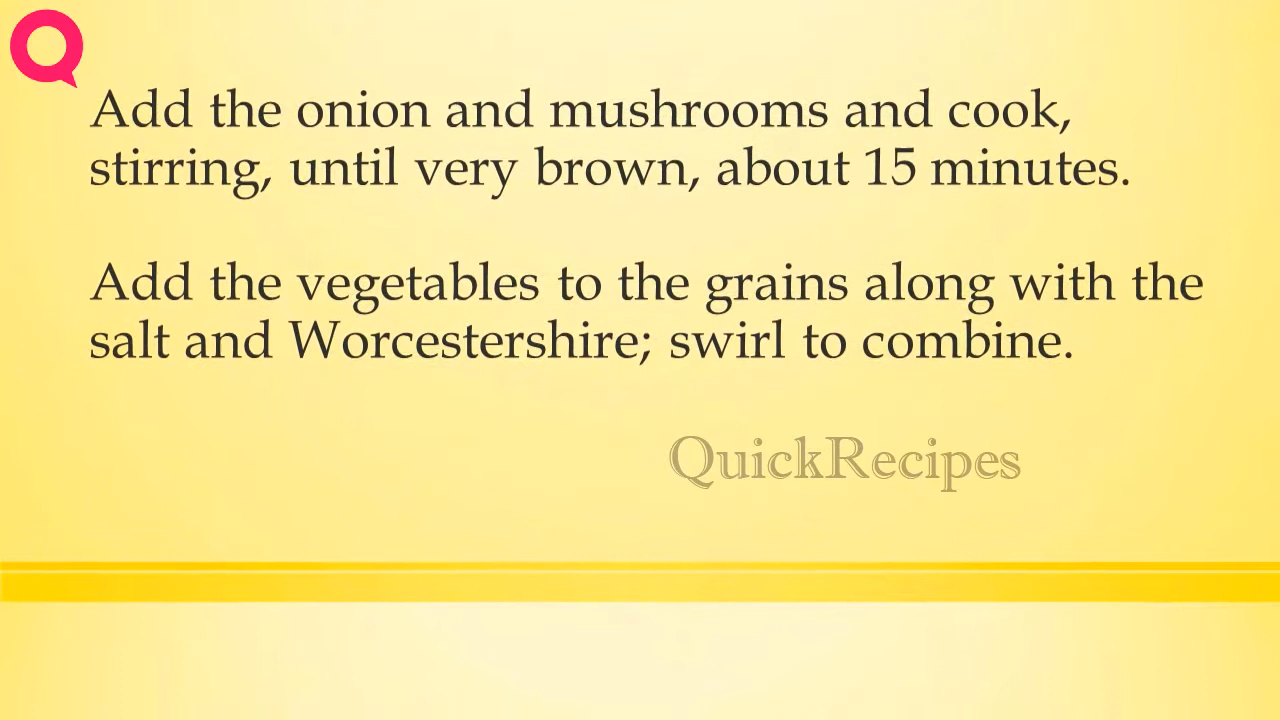 Add the onion and mushrooms and cook,
stirring, until very brown, about 15 minutes.
Add the vegetables to the grains along with the
salt and Worcestershire; swirl to combine.
QuickRecipes